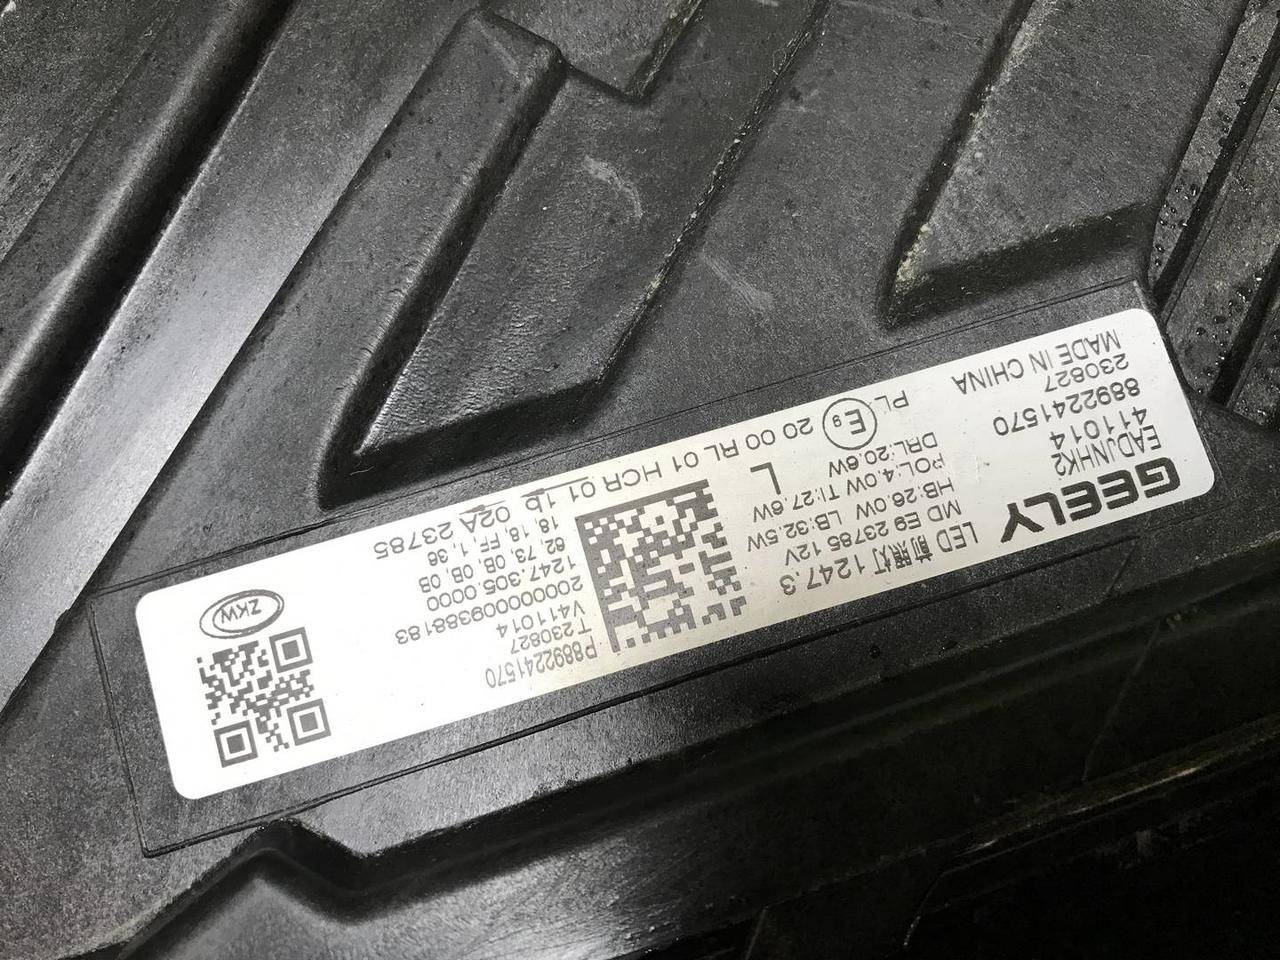 GEELY
EADJNHK2
411014
8892241570
230827
MADE IN CHINA
LED 前照灯 1247.3
MD E9 23785 12V
HB:26.0W LB:32.5W
POL:4.0W TI:27.6W
DRL:20.6W
PL
L
E9
20 00 RL 01 HCR 01 1b 02A 23785
P8892241570
T230827
V411014
2000000009388183
1247.305.0000
62, 73, 0B, 0B, 0B
18, 18, FF, 1, 36
ZKW